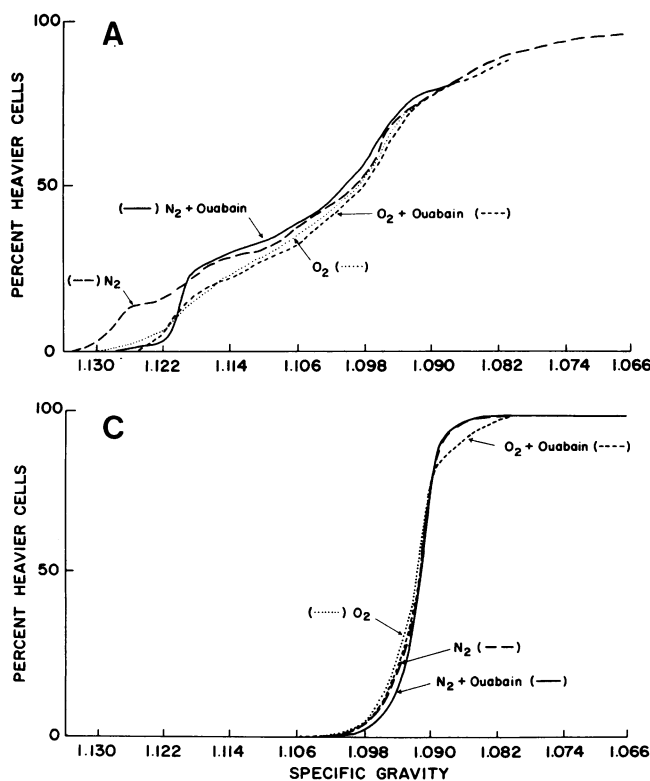 A
100
PERCENT HEAVIER CELLS
50
(——) N2 + Ouabain
O2 + Ouabain (----)
O2 (······)
(— —) N2
0
1.130 1.122 1.114 1.106 1.098 1.090 1.082 1.074 1.066
C
100
PERCENT HEAVIER CELLS
O2 + Ouabain (-----)
50
(······) O2
N2 (— — —)
N2 + Ouabain (——)
0
1.130 1.122 1.114 1.106 1.098 1.090 1.082 1.074 1.066
SPECIFIC GRAVITY